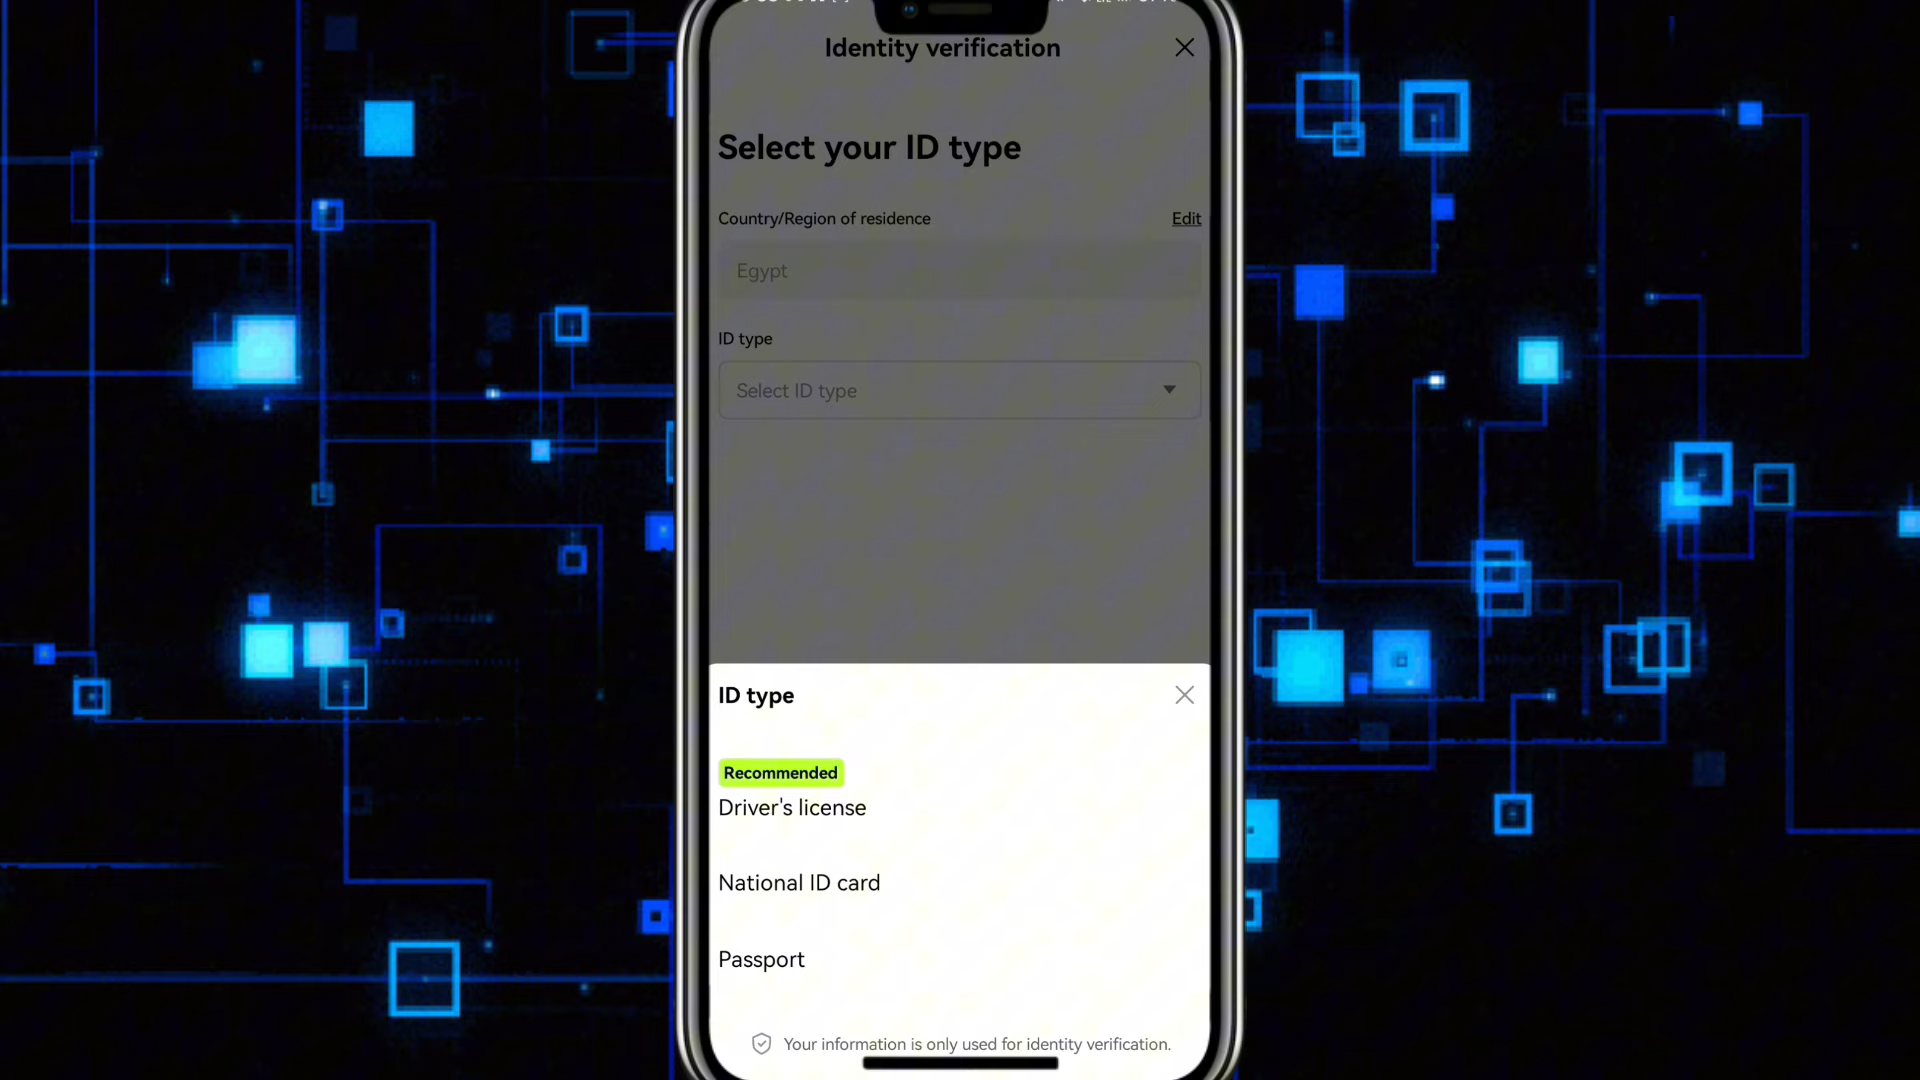 Identity verification
Select your ID type
Country/Region of residence
Edit
Egypt
ID type
Select ID type
ID type
Recommended
Driver's license
National ID card
Passport
Your information is only used for identity verification.